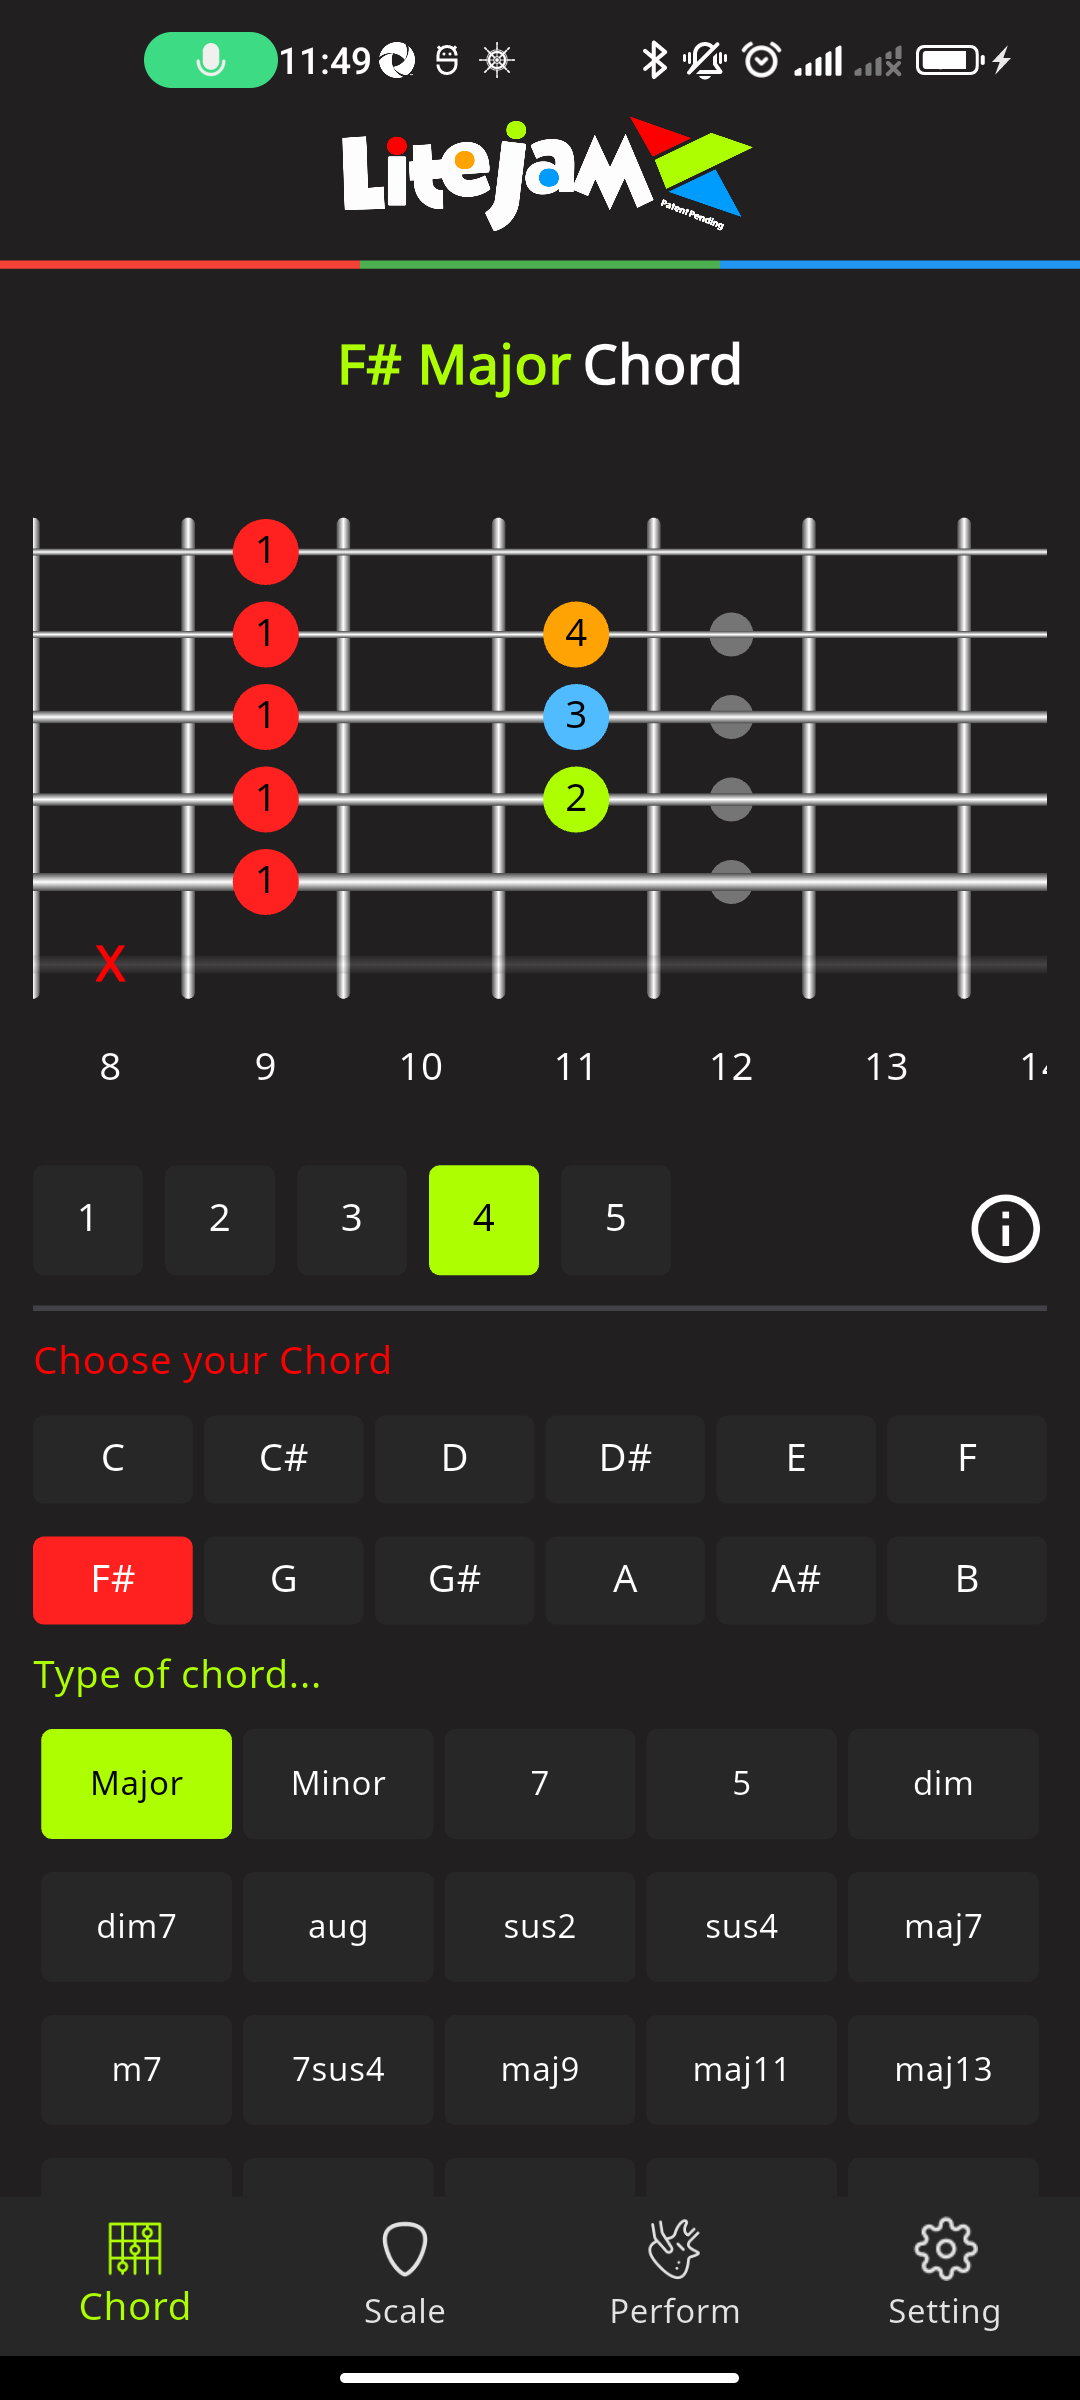 11:49
Litejam
Patent Pending
F# Major Chord
1
1 4
1 3
1 2
1
X
8 9 10 11 12 13 14
1 2 3 4 5
Choose your Chord
C C# D D# E F
F# G G# A A# B
Type of chord...
Major Minor 7 5 dim
dim7 aug sus2 sus4 maj7
m7 7sus4 maj9 maj11 maj13
Chord Scale Perform Setting